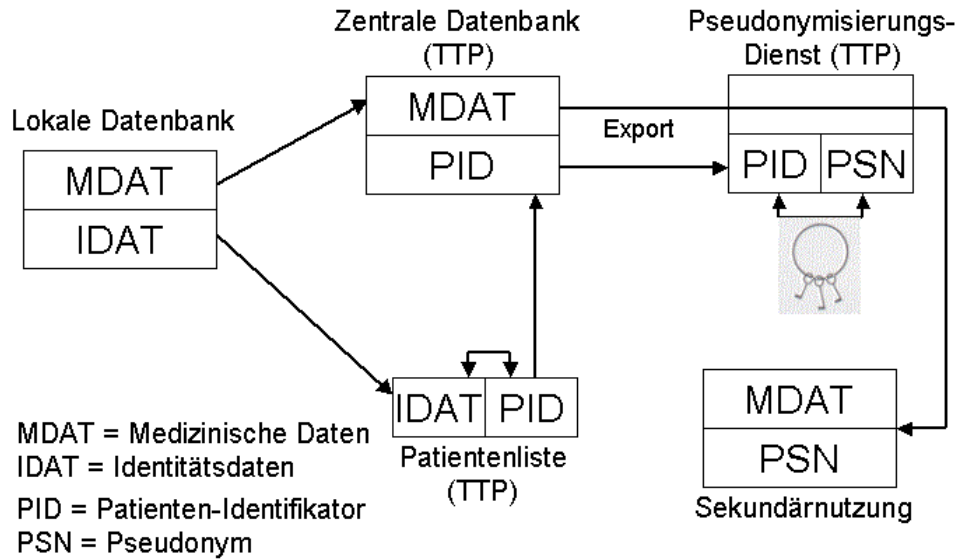 Zentrale Datenbank
(TTP)
Pseudonymisierungs-
Dienst (TTP)
Lokale Datenbank
MDAT
IDAT
MDAT
PID
Export
PID PSN
IDAT PID
Patientenliste
(TTP)
MDAT
PSN
Sekundärnutzung
MDAT = Medizinische Daten
IDAT = Identitätsdaten
PID = Patienten-Identifikator
PSN = Pseudonym